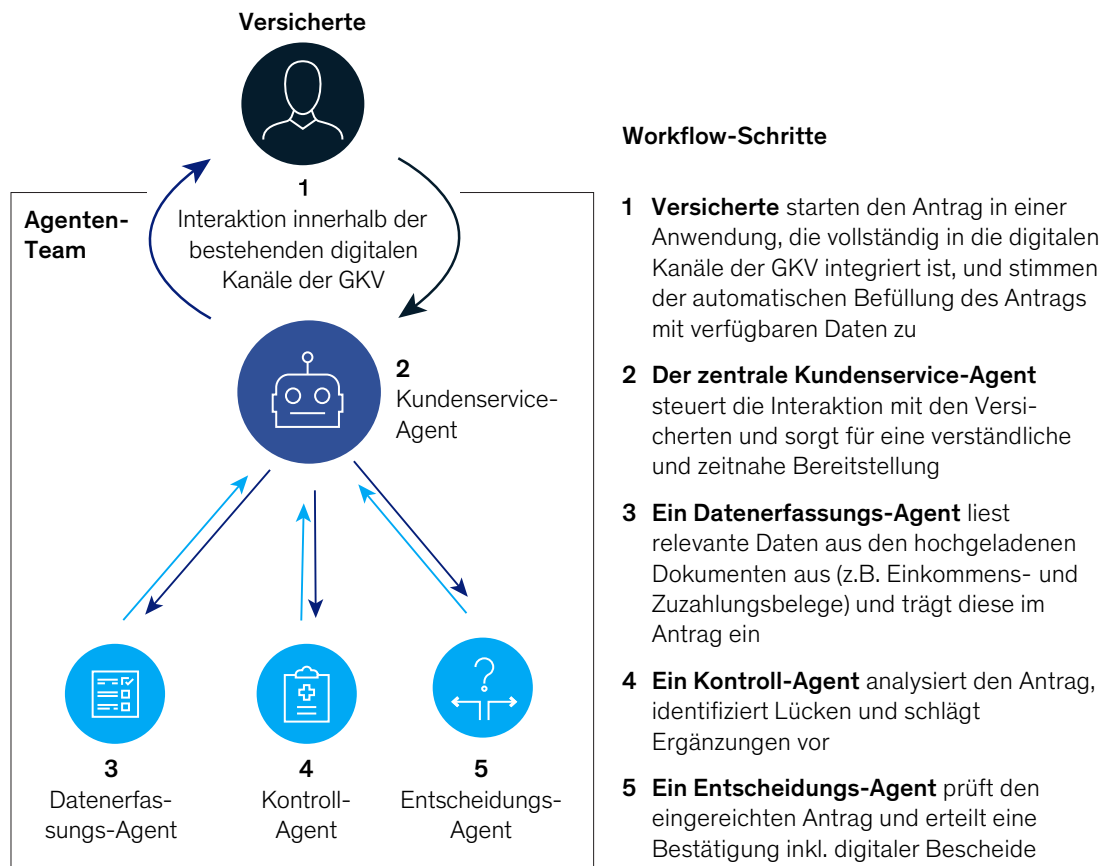 Versicherte
Agenten-
Team
1
Interaktion innerhalb der
bestehenden digitalen
Kanäle der GKV
2
Kundenservice-
Agent
3
Datenerfas-
sungs-Agent
4
Kontroll-
Agent
5
Entscheidungs-
Agent
Workflow-Schritte
1 Versicherte starten den Antrag in einer
Anwendung, die vollständig in die digitalen
Kanäle der GKV integriert ist, und stimmen
der automatischen Befüllung des Antrags
mit verfügbaren Daten zu
2 Der zentrale Kundenservice-Agent
steuert die Interaktion mit den Versi-
cherten und sorgt für eine verständliche
und zeitnahe Bereitstellung
3 Ein Datenerfassungs-Agent liest
relevante Daten aus den hochgeladenen
Dokumenten aus (z.B. Einkommens- und
Zuzahlungsbelege) und trägt diese im
Antrag ein
4 Ein Kontroll-Agent analysiert den Antrag,
identifiziert Lücken und schlägt
Ergänzungen vor
5 Ein Entscheidungs-Agent prüft den
eingereichten Antrag und erteilt eine
Bestätigung inkl. digitaler Bescheide